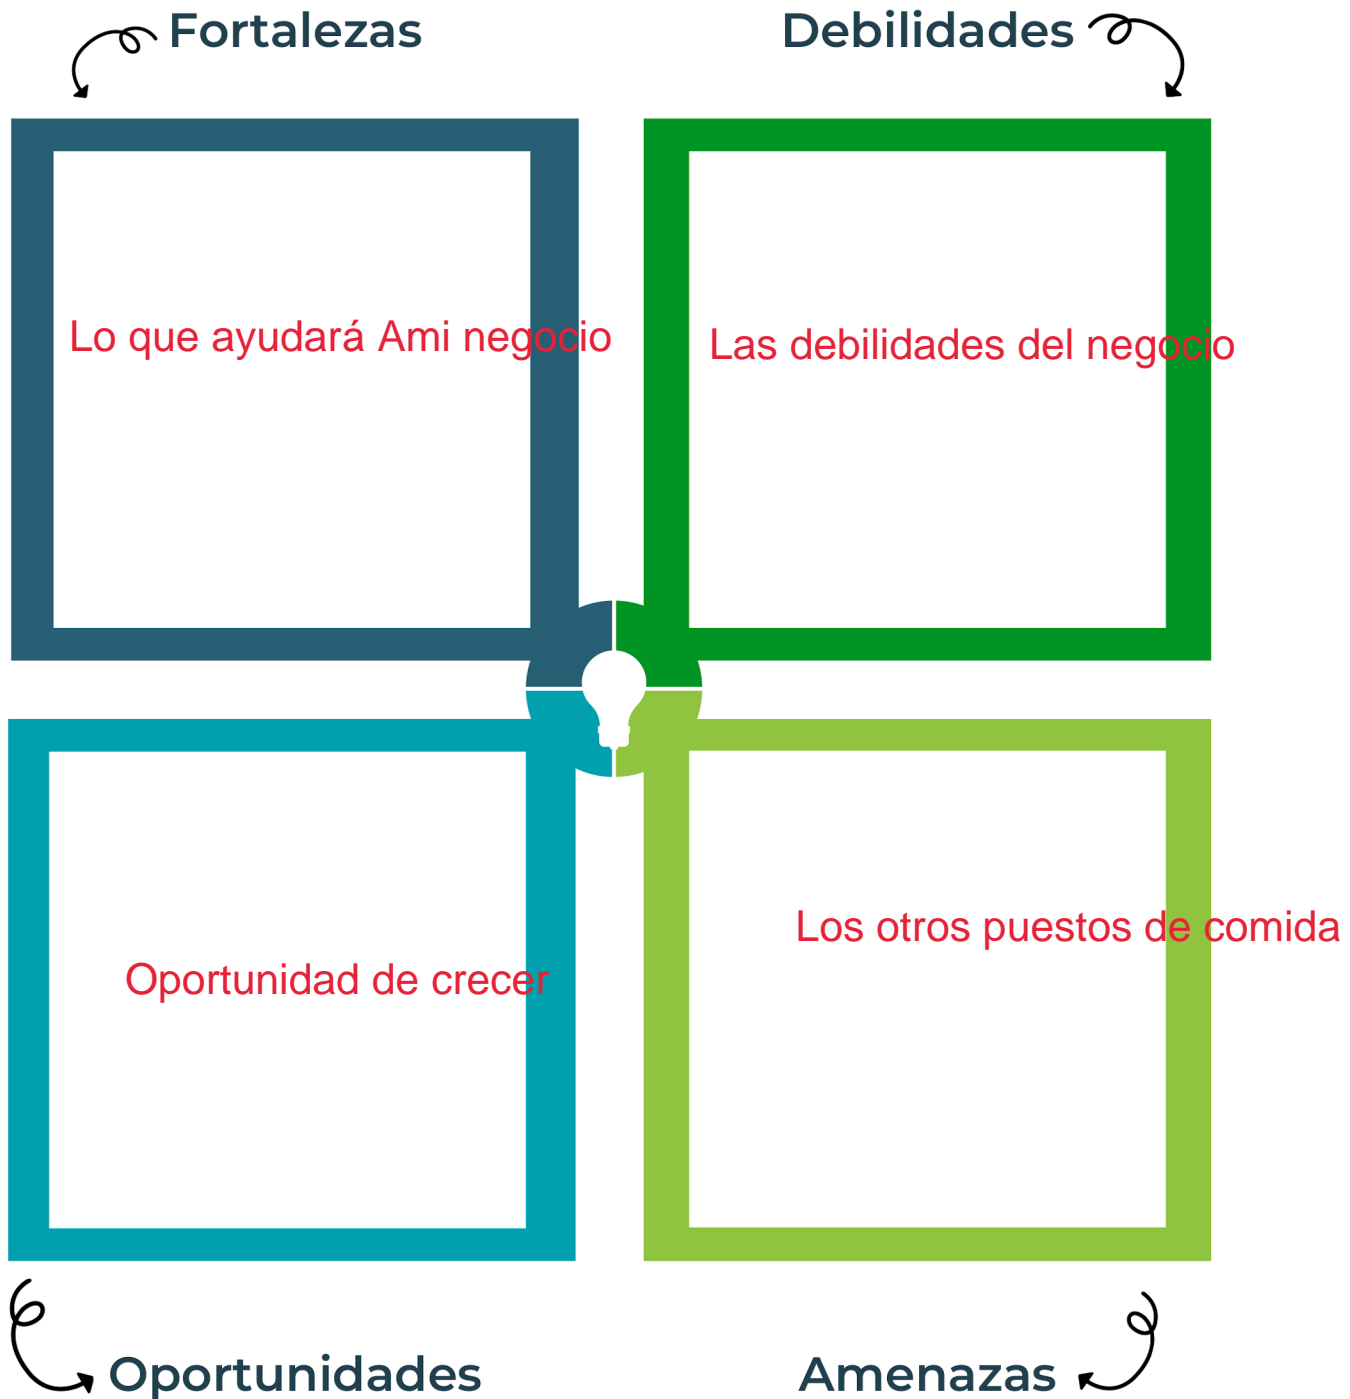 Fortalezas
Debilidades
Lo que ayudará Ami negocio
Las debilidades del negocio
Oportunidad de crecer
Los otros puestos de comida
Oportunidades
Amenazas